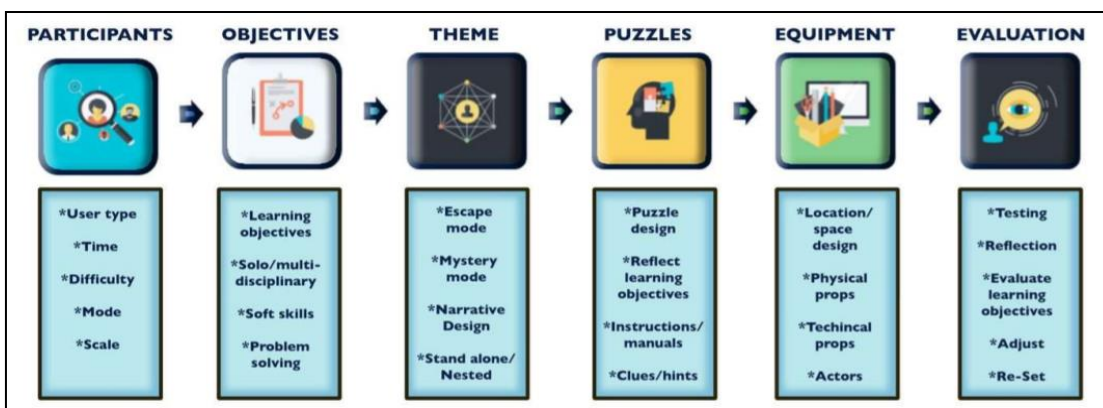 PARTICIPANTS
OBJECTIVES
THEME
PUZZLES
EQUIPMENT
EVALUATION
*User type
*Time
*Difficulty
*Mode
*Scale
*Learning
objectives
*Solo/multi-
disciplinary
*Soft skills
*Problem
solving
*Escape
mode
*Mystery
mode
*Narrative
Design
*Stand alone/
Nested
*Puzzle
design
*Reflect
learning
objectives
*Instructions/
manuals
*Clues/hints
*Location/
space
design
*Physical
props
*Techincal
props
*Actors
*Testing
*Reflection
*Evaluate
learning
objectives
*Adjust
*Re-Set